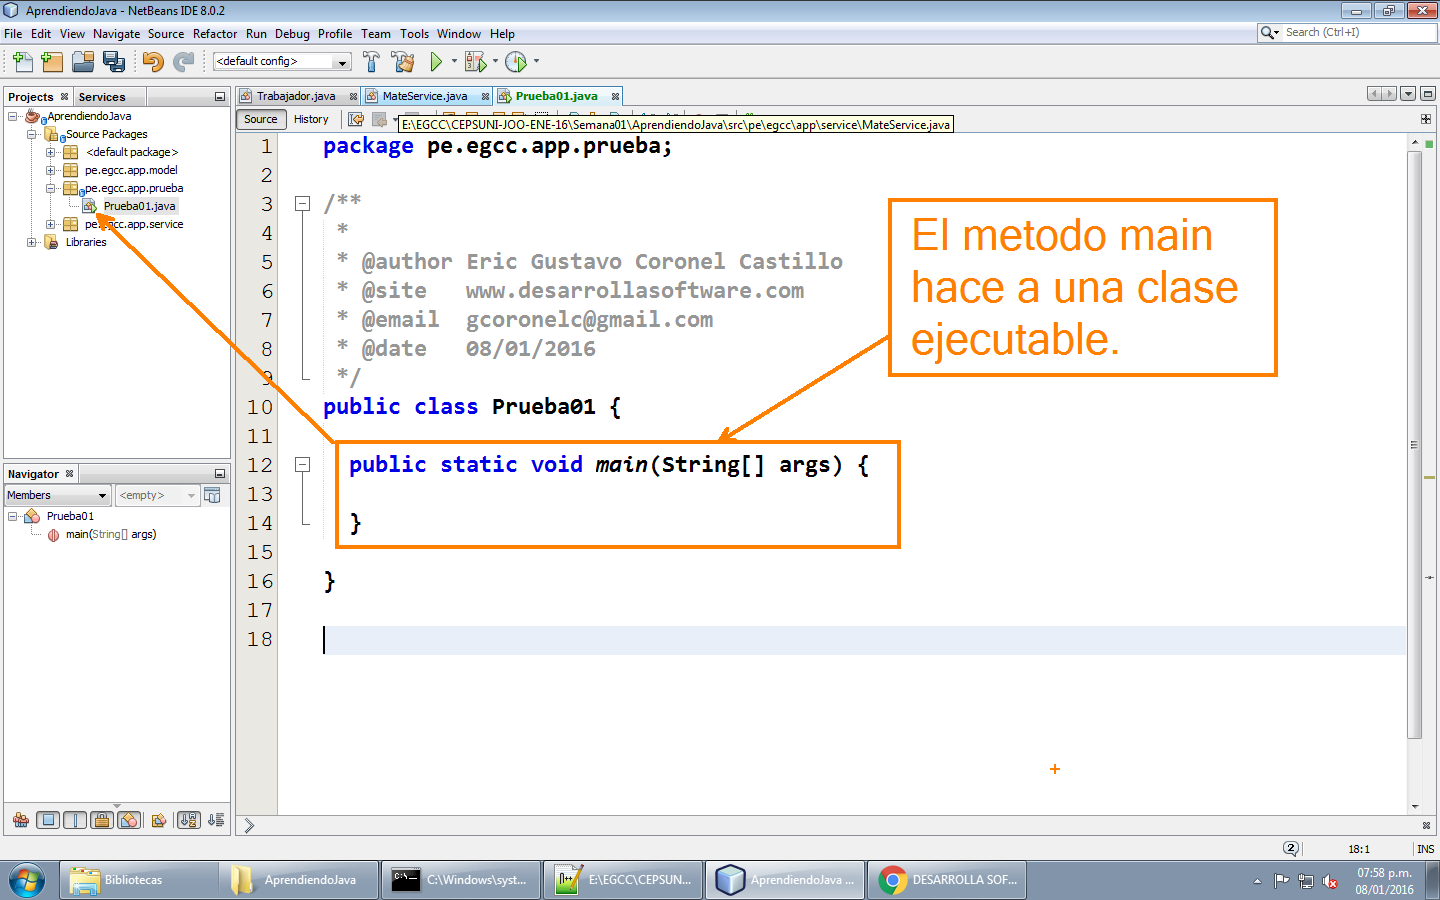 AprendiendoJava - NetBeans IDE 8.0.2
File Edit View Navigate Source Refactor Run Debug Profile Team Tools Window Help
Search (Ctrl+I)
<default config>
Projects
Services
AprendiendoJava
Source Packages
<default package>
pe.egcc.app.model
pe.egcc.app.prueba
Prueba01.java
pe.egcc.app.service
Libraries
Navigator
Members
<empty>
Prueba01
main(String[] args)
Trabajador.java
MateService.java
Prueba01.java
Source
History
E:\EGCC\CEPSUNI-JOO-ENE-16\Semana01\AprendiendoJava\src\pe\egcc\app\service\MateService.java
1 package pe.egcc.app.prueba;
2
3 /**
4 *
5 * @author Eric Gustavo Coronel Castillo
6 * @site www.desarrollasoftware.com
7 * @email gcoronelc@gmail.com
8 * @date 08/01/2016
9 */
10 public class Prueba01 {
11
12 public static void main(String[] args) {
13
14 }
15
16 }
17
18
El metodo main
hace a una clase
ejecutable.
2
18:1
INS
Bibliotecas
AprendiendoJava
C:\Windows\syst...
E:\EGCC\CEPSUN...
AprendiendoJava ...
DESARROLLA SOF...
07:58 p.m.
08/01/2016